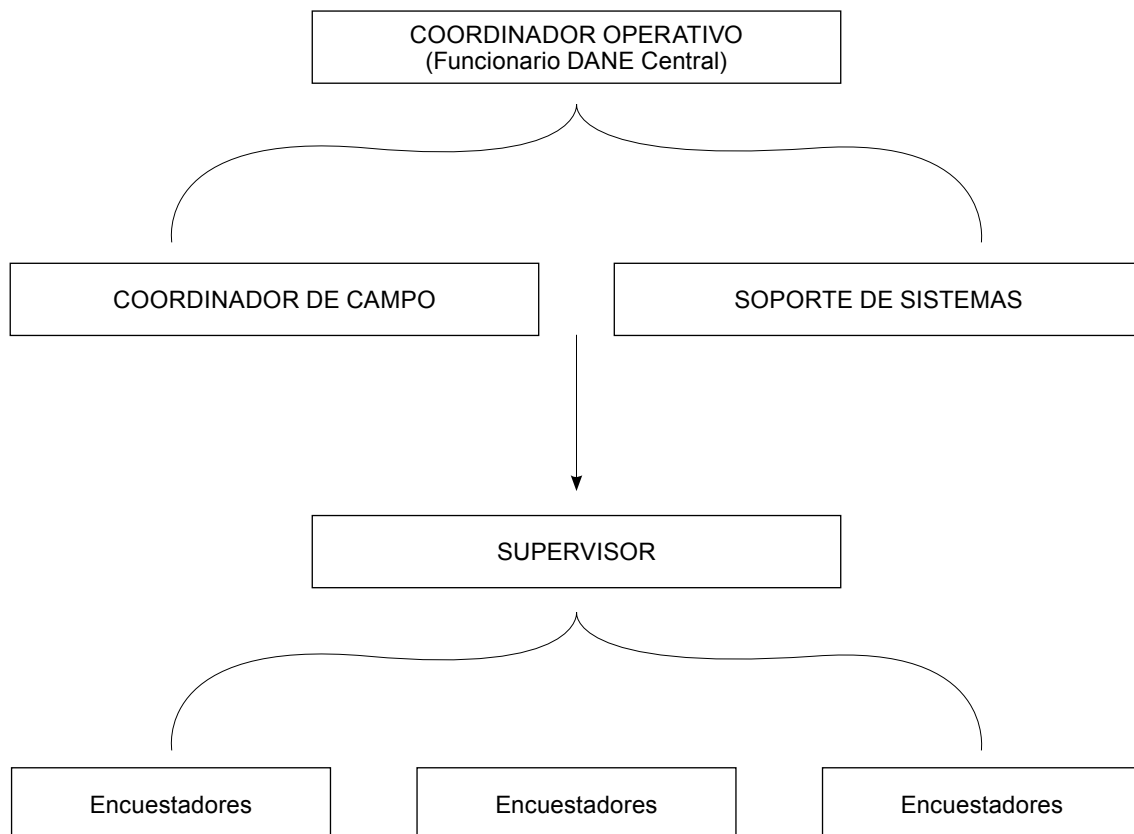 COORDINADOR OPERATIVO
(Funcionario DANE Central)
COORDINADOR DE CAMPO
SOPORTE DE SISTEMAS
SUPERVISOR
Encuestadores
Encuestadores
Encuestadores